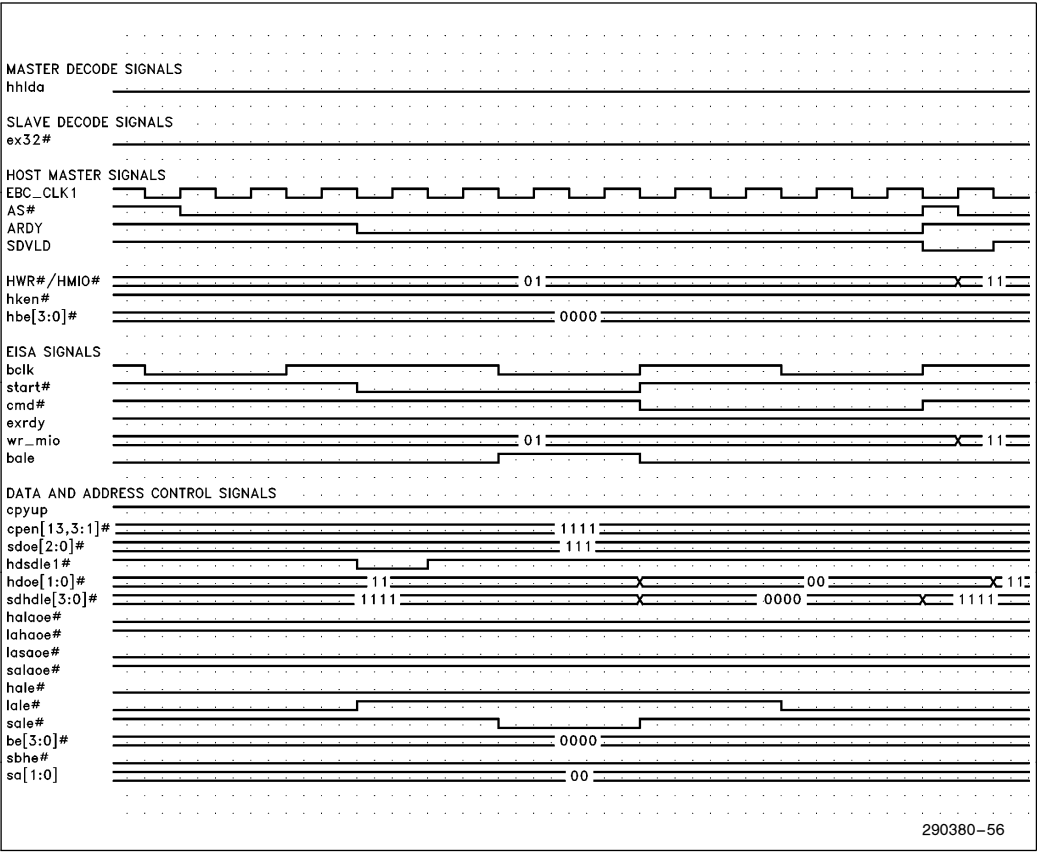 MASTER DECODE SIGNALS
hhlda
SLAVE DECODE SIGNALS
ex32#
HOST MASTER SIGNALS
EBC_CLK1
AS#
ARDY
SDVLD
HWR#/HMIO# 01 11
hken#
hbe[3:0]# 0000
EISA SIGNALS
bclk
start#
cmd#
exrdy
wr_mio 01 11
bale
DATA AND ADDRESS CONTROL SIGNALS
cpyup
cpen[13,3:1]# 1111
sdoe[2:0]# 111
hdsdle1#
hdoe[1:0]# 11 00 11
sdhdle[3:0]# 1111 0000 1111
halaoe#
lahaoe#
lasaoe#
salaoe#
hale#
lale#
sale#
be[3:0]# 0000
sbhe#
sa[1:0] 00
290380-56